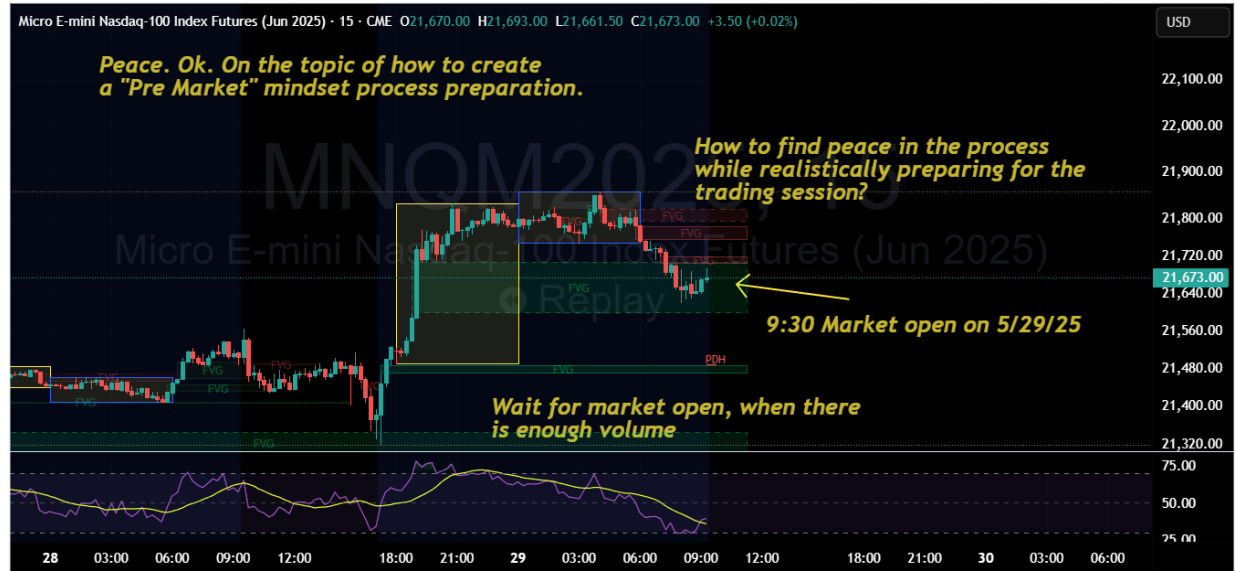 Micro E-mini Nasdaq-100 Index Futures (Jun 2025) · 15 · CME O21,670.00 H21,693.00 L21,661.50 C21,673.00 +3.50 (+0.02%)
USD
Peace. Ok. On the topic of how to create
a "Pre Market" mindset process preparation.
22,100.00
22,000.00
How to find peace in the process
while realistically preparing for the
trading session?
21,900.00
MNQM2025, 15
Micro E-mini Nasdaq-100 Index Futures (Jun 2025)
Replay
21,800.00
FVG
FVG
FVG
FVG
21,720.00
21,673.00
21,640.00
FVG
9:30 Market open on 5/29/25
21,560.00
PDH
FVG
FVG
FVG
FVG
FVG
FVG
21,480.00
Wait for market open, when there
is enough volume
21,400.00
FVG
21,320.00
75.00
50.00
25.00
28 03:00 06:00 09:00 12:00 18:00 21:00 29 03:00 06:00 09:00 12:00 18:00 21:00 30 03:00 06:00